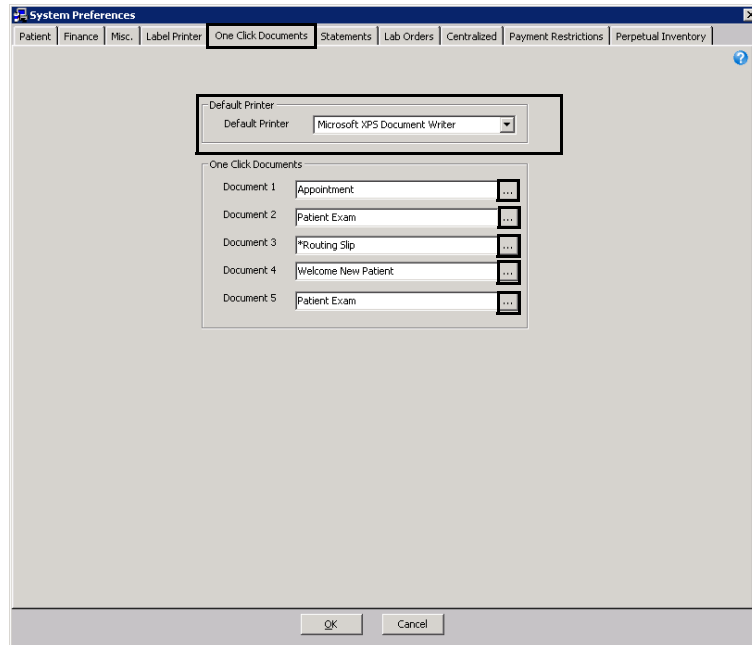 System Preferences
Patient Finance Misc. Label Printer One Click Documents Statements Lab Orders Centralized Payment Restrictions Perpetual Inventory
?
Default Printer
Default Printer Microsoft XPS Document Writer
One Click Documents
Document 1 Appointment ...
Document 2 Patient Exam ...
Document 3 *Routing Slip ...
Document 4 Welcome New Patient ...
Document 5 Patient Exam ...
OK Cancel